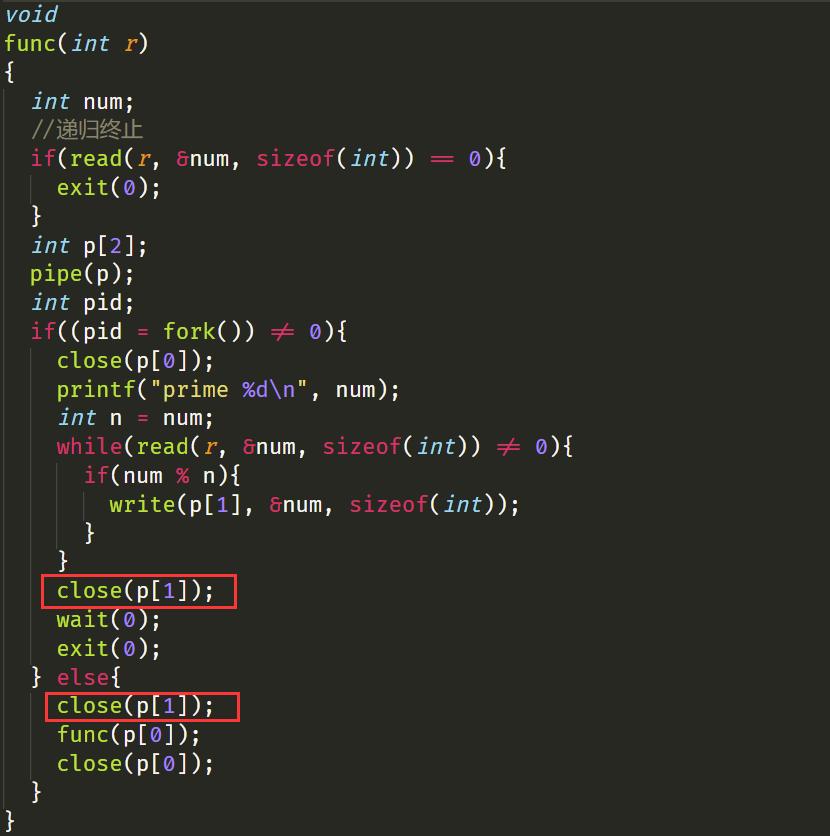 void
func(int r)
{
int num;
//递归终止
if(read(r, &num, sizeof(int)) == 0){
exit(0);
}
int p[2];
pipe(p);
int pid;
if((pid = fork()) != 0){
close(p[0]);
printf("prime %d\n", num);
int n = num;
while(read(r, &num, sizeof(int)) != 0){
if(num % n){
write(p[1], &num, sizeof(int));
}
}
close(p[1]);
wait(0);
exit(0);
} else{
close(p[1]);
func(p[0]);
close(p[0]);
}
}